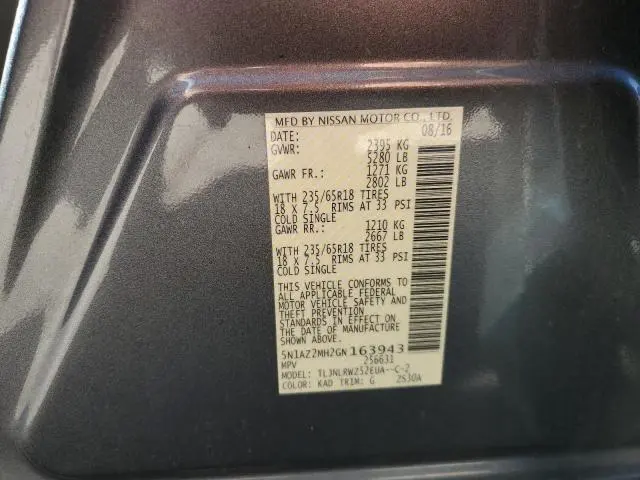 MFD BY NISSAN MOTOR CO., LTD.
DATE: 08/16
GVWR: 2395 KG
5280 LB
GAWR FR.: 1271 KG
2802 LB
WITH 235/65R18 TIRES
18 X 7.5 RIMS AT 33 PSI
COLD SINGLE
GAWR RR.: 1210 KG
2667 LB
WITH 235/65R18 TIRES
18 X 7.5 RIMS AT 33 PSI
COLD SINGLE
THIS VEHICLE CONFORMS TO
ALL APPLICABLE FEDERAL
MOTOR VEHICLE SAFETY AND
THEFT PREVENTION
STANDARDS IN EFFECT ON
THE DATE OF MANUFACTURE
SHOWN ABOVE.
5N1AZ2MH2GN163943
MPV 256631
MODEL: TLJNLRWZ52EUA--C-2
COLOR: KAD TRIM: G 2S30A